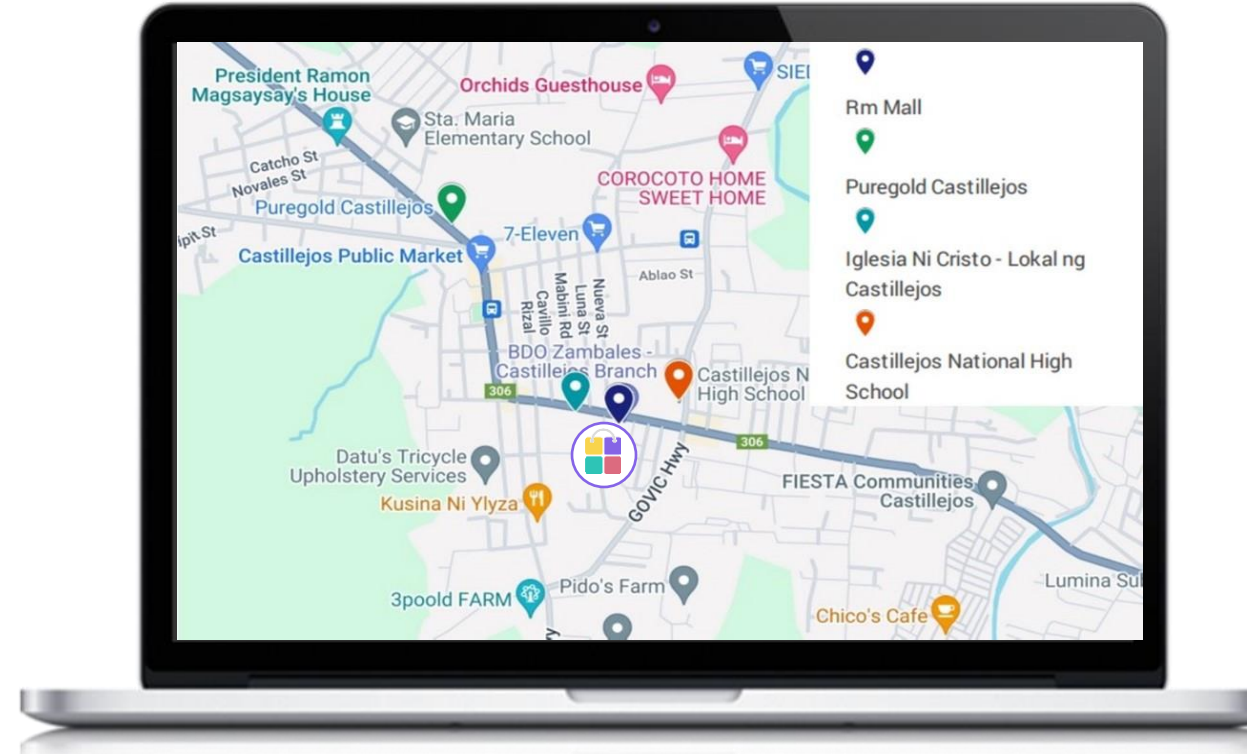 President Ramon
Magsaysay's House
Orchids Guesthouse
Sta. Maria
Elementary School
Catcho St
Novales St
COROCOTO HOME
SWEET HOME
Puregold Castillejos
7-Eleven
Castillejos Public Market
Ablao St
Rizal
Cavillo
Mabini Rd
Luna St
Nueva St
BDO Zambales -
Castillejos Branch
Castillejos N
High School
306
306
Datu's Tricycle
Upholstery Services
Kusina Ni Ylyza
GOVIC Hwy
FIESTA Communities
Castillejos
3poold FARM
Pido's Farm
Chico's Cafe
Lumina Su
Rm Mall
Puregold Castillejos
Iglesia Ni Cristo - Lokal ng
Castillejos
Castillejos National High
School